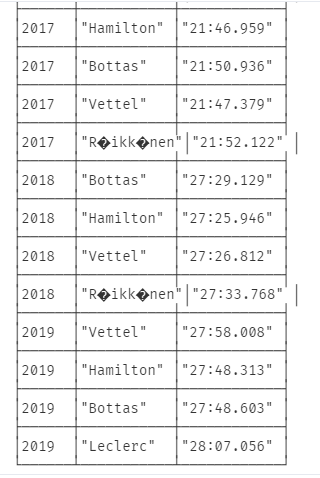 2017 "Hamilton" "21:46.959"
2017 "Bottas" "21:50.936"
2017 "Vettel" "21:47.379"
2017 "R�ikk�nen" "21:52.122"
2018 "Bottas" "27:29.129"
2018 "Hamilton" "27:25.946"
2018 "Vettel" "27:26.812"
2018 "R�ikk�nen" "27:33.768"
2019 "Vettel" "27:58.008"
2019 "Hamilton" "27:48.313"
2019 "Bottas" "27:48.603"
2019 "Leclerc" "28:07.056"